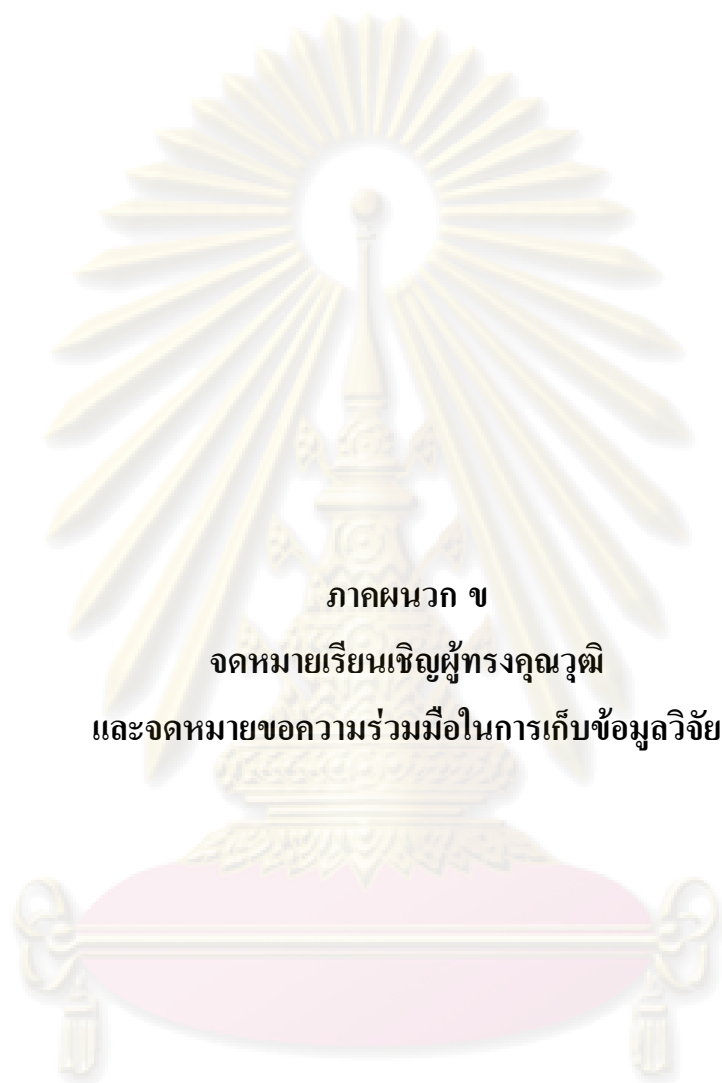 ภาคผนวก ข
จดหมายเรียนเชิญผู้ทรงคุณวุฒิ
และจดหมายขอความร่วมมือในการเก็บข้อมูลวิจัย